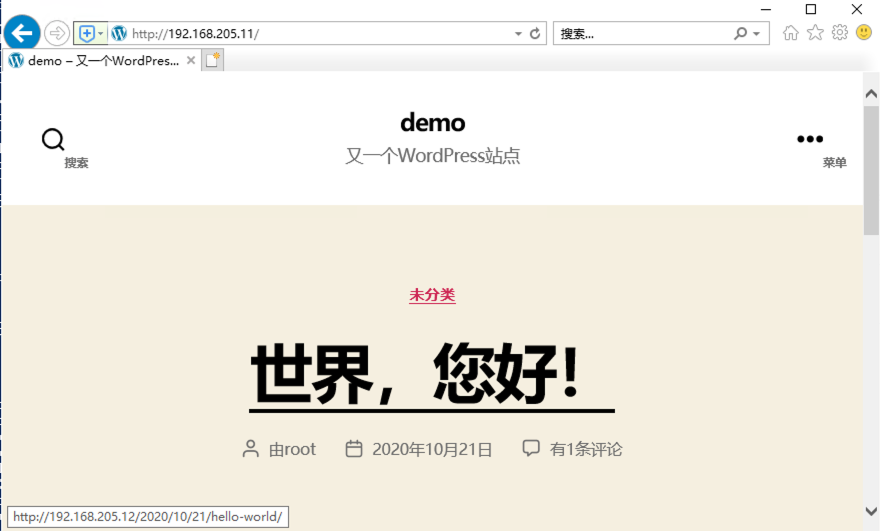 http://192.168.205.11/
搜索...
demo – 又一个WordPres...
demo
又一个WordPress站点
搜索
菜单
未分类
世界，您好！
由root
2020年10月21日
有1条评论
http://192.168.205.12/2020/10/21/hello-world/